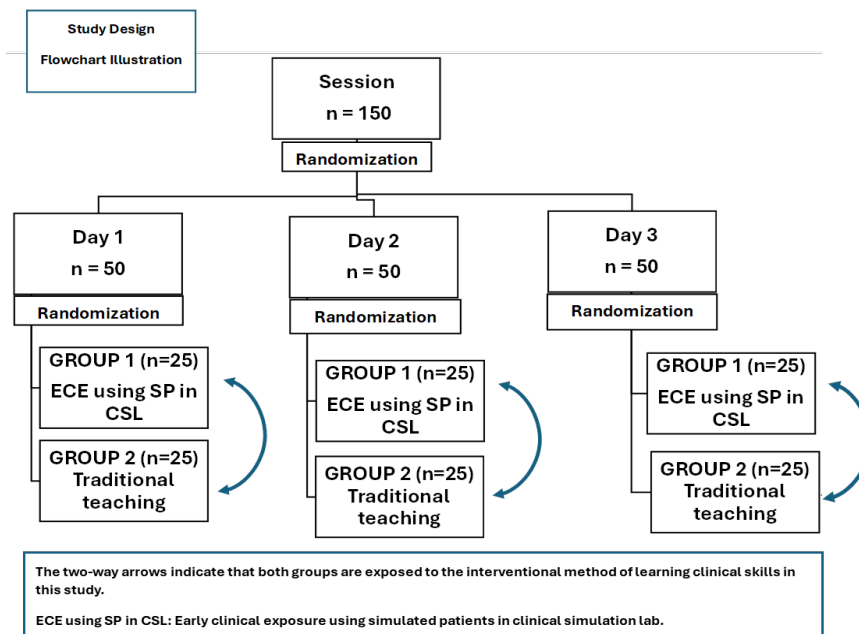 Study Design
Flowchart Illustration
Session
n = 150
Randomization
Day 1
n = 50
Randomization
GROUP 1 (n=25)
ECE using SP in
CSL
GROUP 2 (n=25)
Traditional
teaching
Day 2
n = 50
Randomization
GROUP 1 (n=25)
ECE using SP in
CSL
GROUP 2 (n=25)
Traditional
teaching
Day 3
n = 50
Randomization
GROUP 1 (n=25)
ECE using SP in
CSL
GROUP 2 (n=25)
Traditional
teaching
The two-way arrows indicate that both groups are exposed to the interventional method of learning clinical skills in
this study.
ECE using SP in CSL: Early clinical exposure using simulated patients in clinical simulation lab.